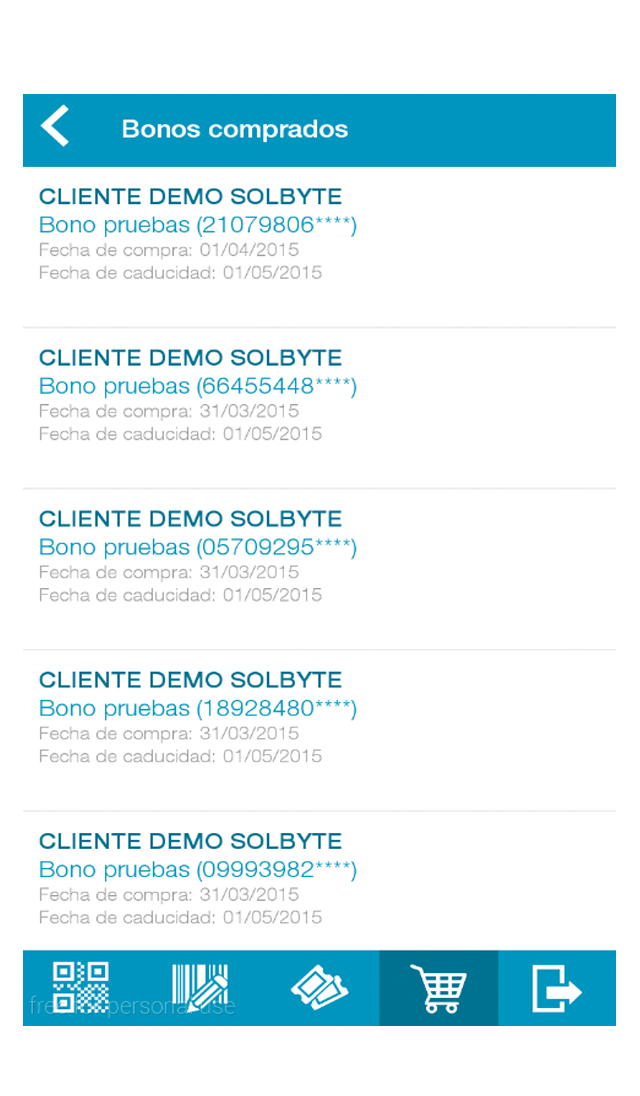 Bonos comprados
CLIENTE DEMO SOLBYTE
Bono pruebas (21079806****)
Fecha de compra: 01/04/2015
Fecha de caducidad: 01/05/2015
CLIENTE DEMO SOLBYTE
Bono pruebas (66455448****)
Fecha de compra: 31/03/2015
Fecha de caducidad: 01/05/2015
CLIENTE DEMO SOLBYTE
Bono pruebas (05709295****)
Fecha de compra: 31/03/2015
Fecha de caducidad: 01/05/2015
CLIENTE DEMO SOLBYTE
Bono pruebas (18928480****)
Fecha de compra: 31/03/2015
Fecha de caducidad: 01/05/2015
CLIENTE DEMO SOLBYTE
Bono pruebas (09993982****)
Fecha de compra: 31/03/2015
Fecha de caducidad: 01/05/2015
personal use